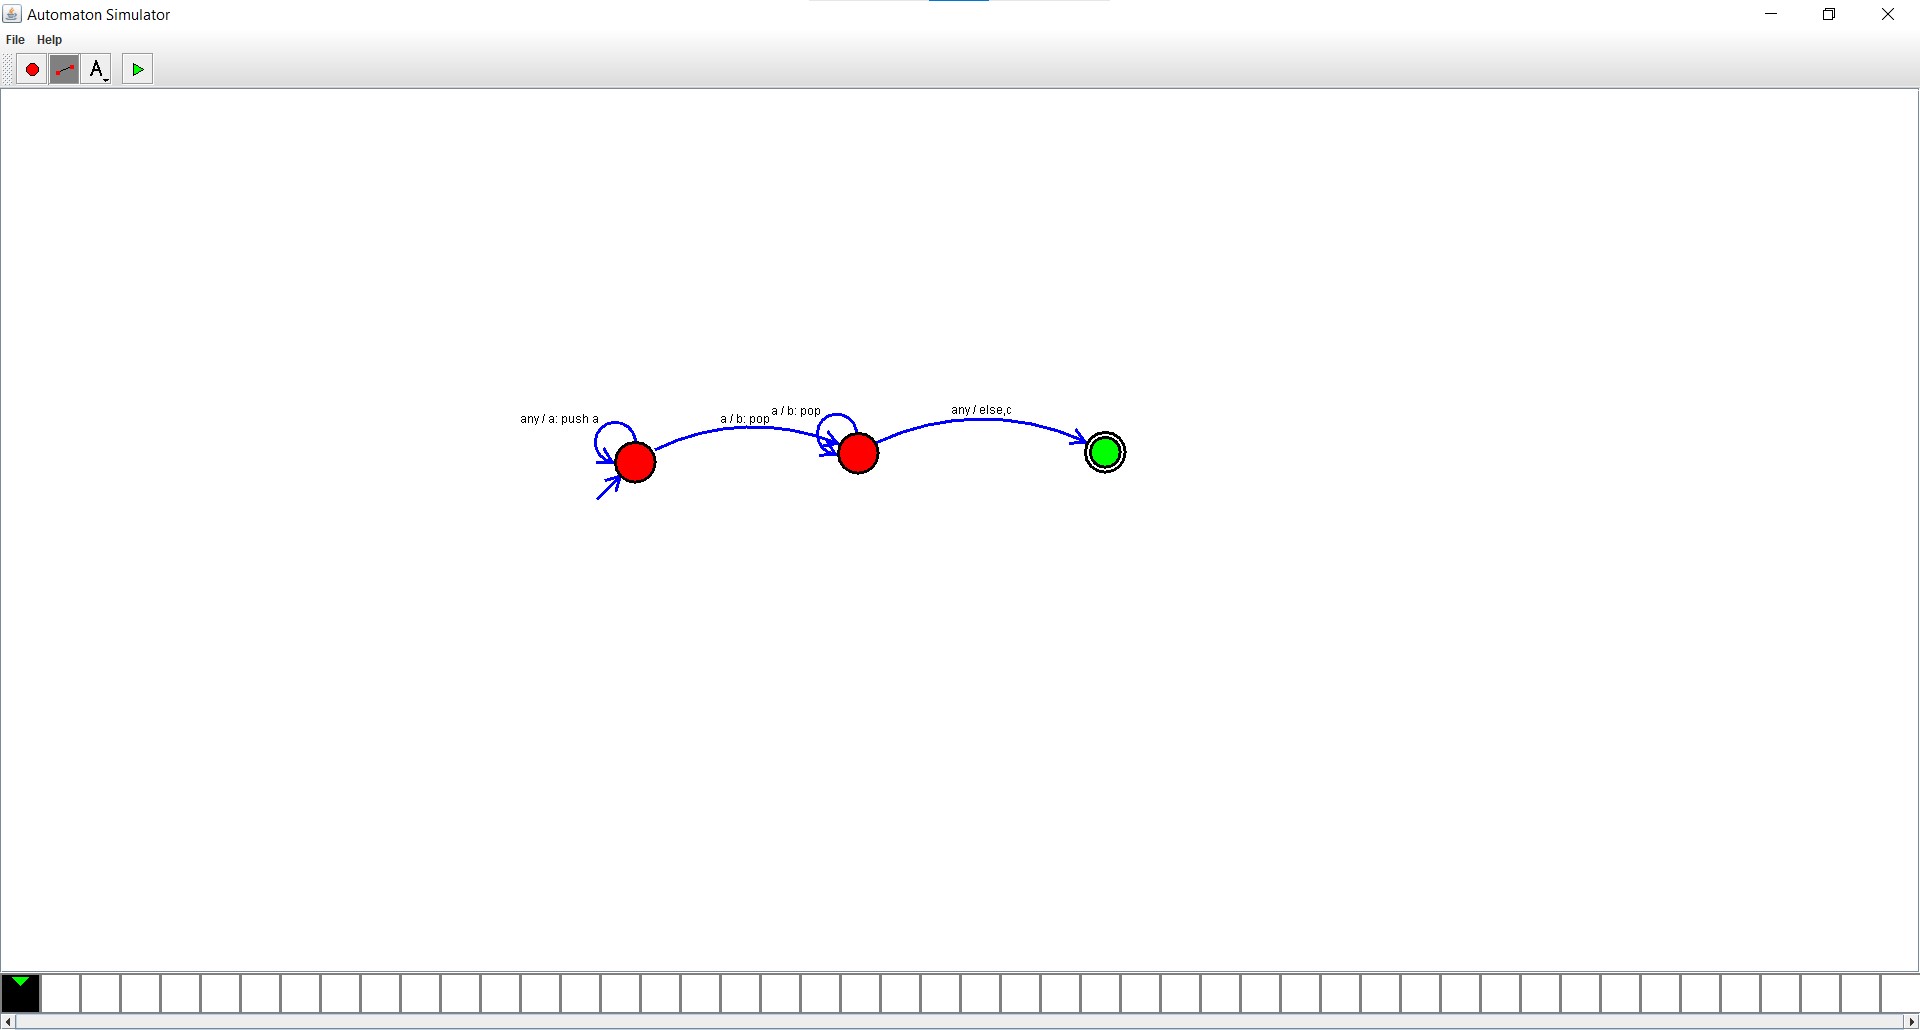 Automaton Simulator
File Help
A
any / a: push a
a / b: pop
a / b: pop
any / else,c